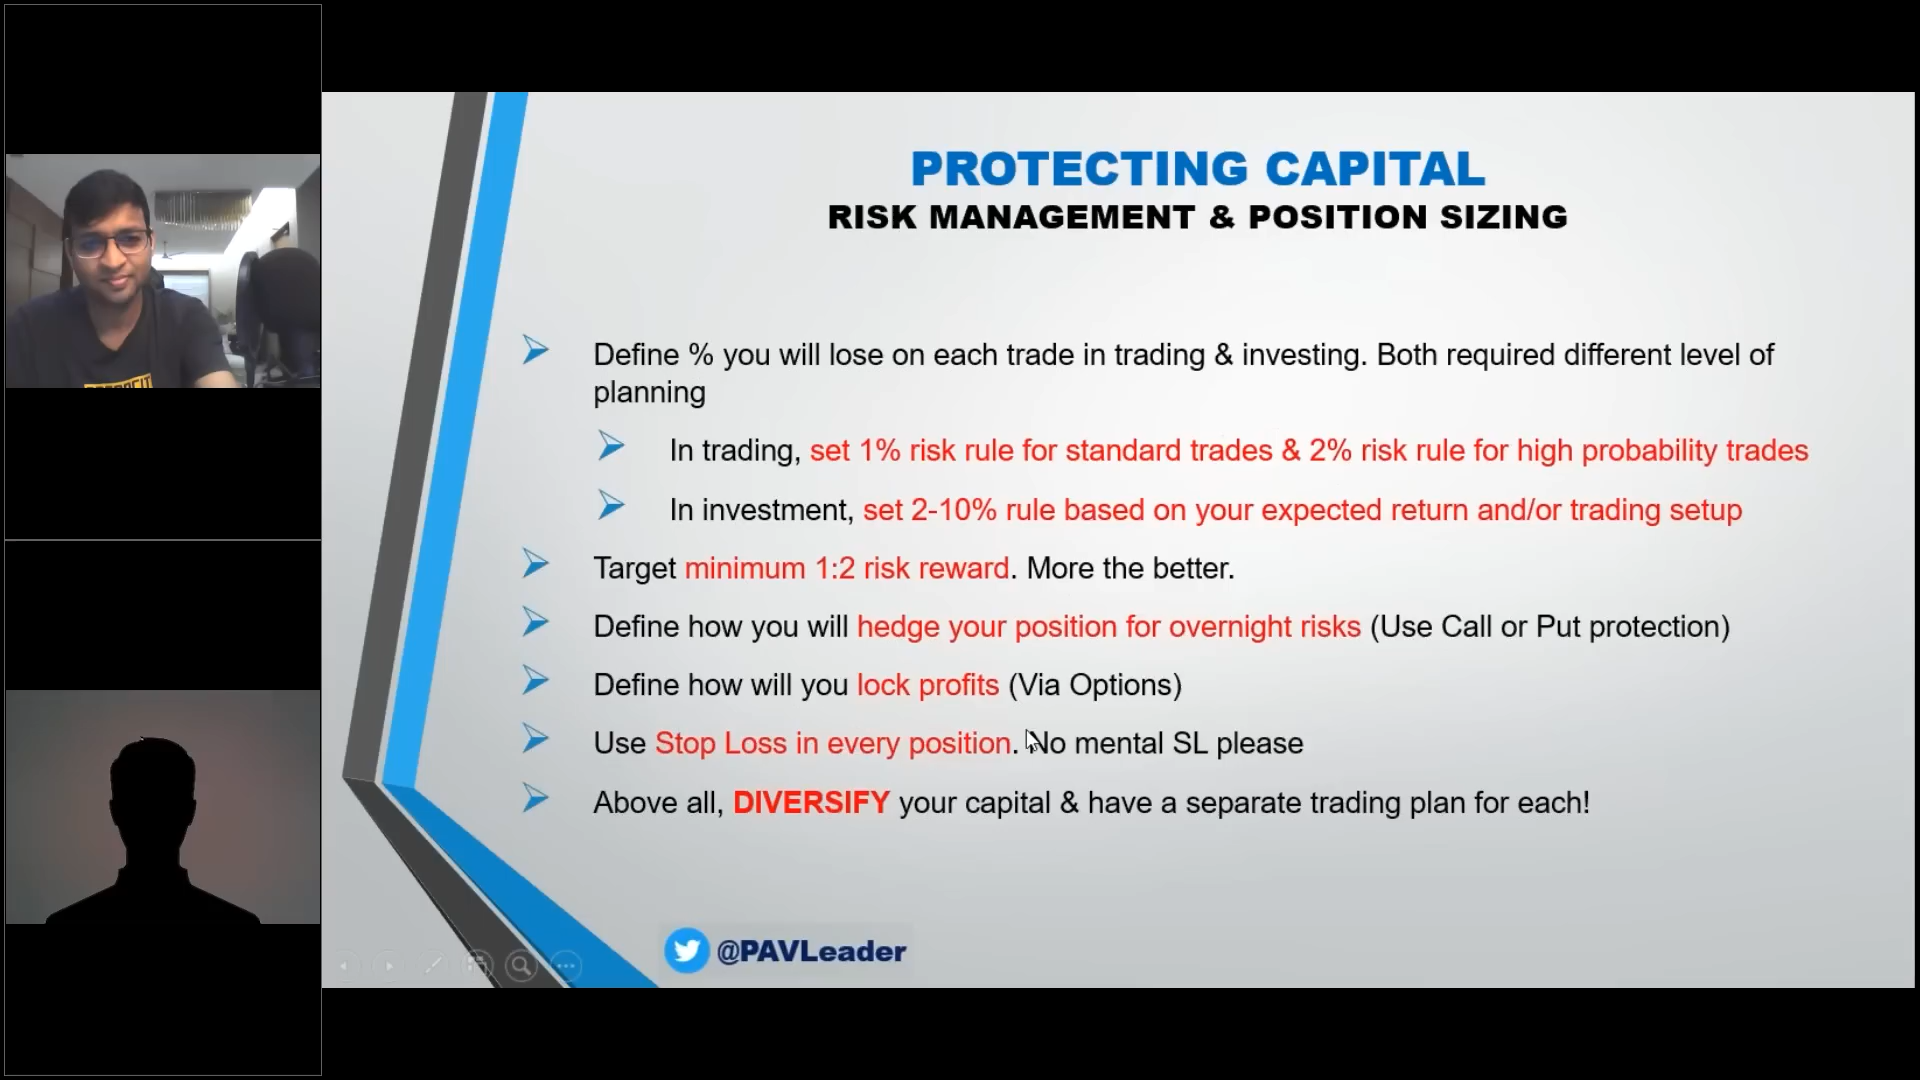 PROTECTING CAPITAL
RISK MANAGEMENT & POSITION SIZING
Define % you will lose on each trade in trading & investing. Both required different level of
planning
In trading, set 1% risk rule for standard trades & 2% risk rule for high probability trades
In investment, set 2-10% rule based on your expected return and/or trading setup
Target minimum 1:2 risk reward. More the better.
Define how you will hedge your position for overnight risks (Use Call or Put protection)
Define how will you lock profits (Via Options)
Use Stop Loss in every position. No mental SL please
Above all, DIVERSIFY your capital & have a separate trading plan for each!
@PAVLeader